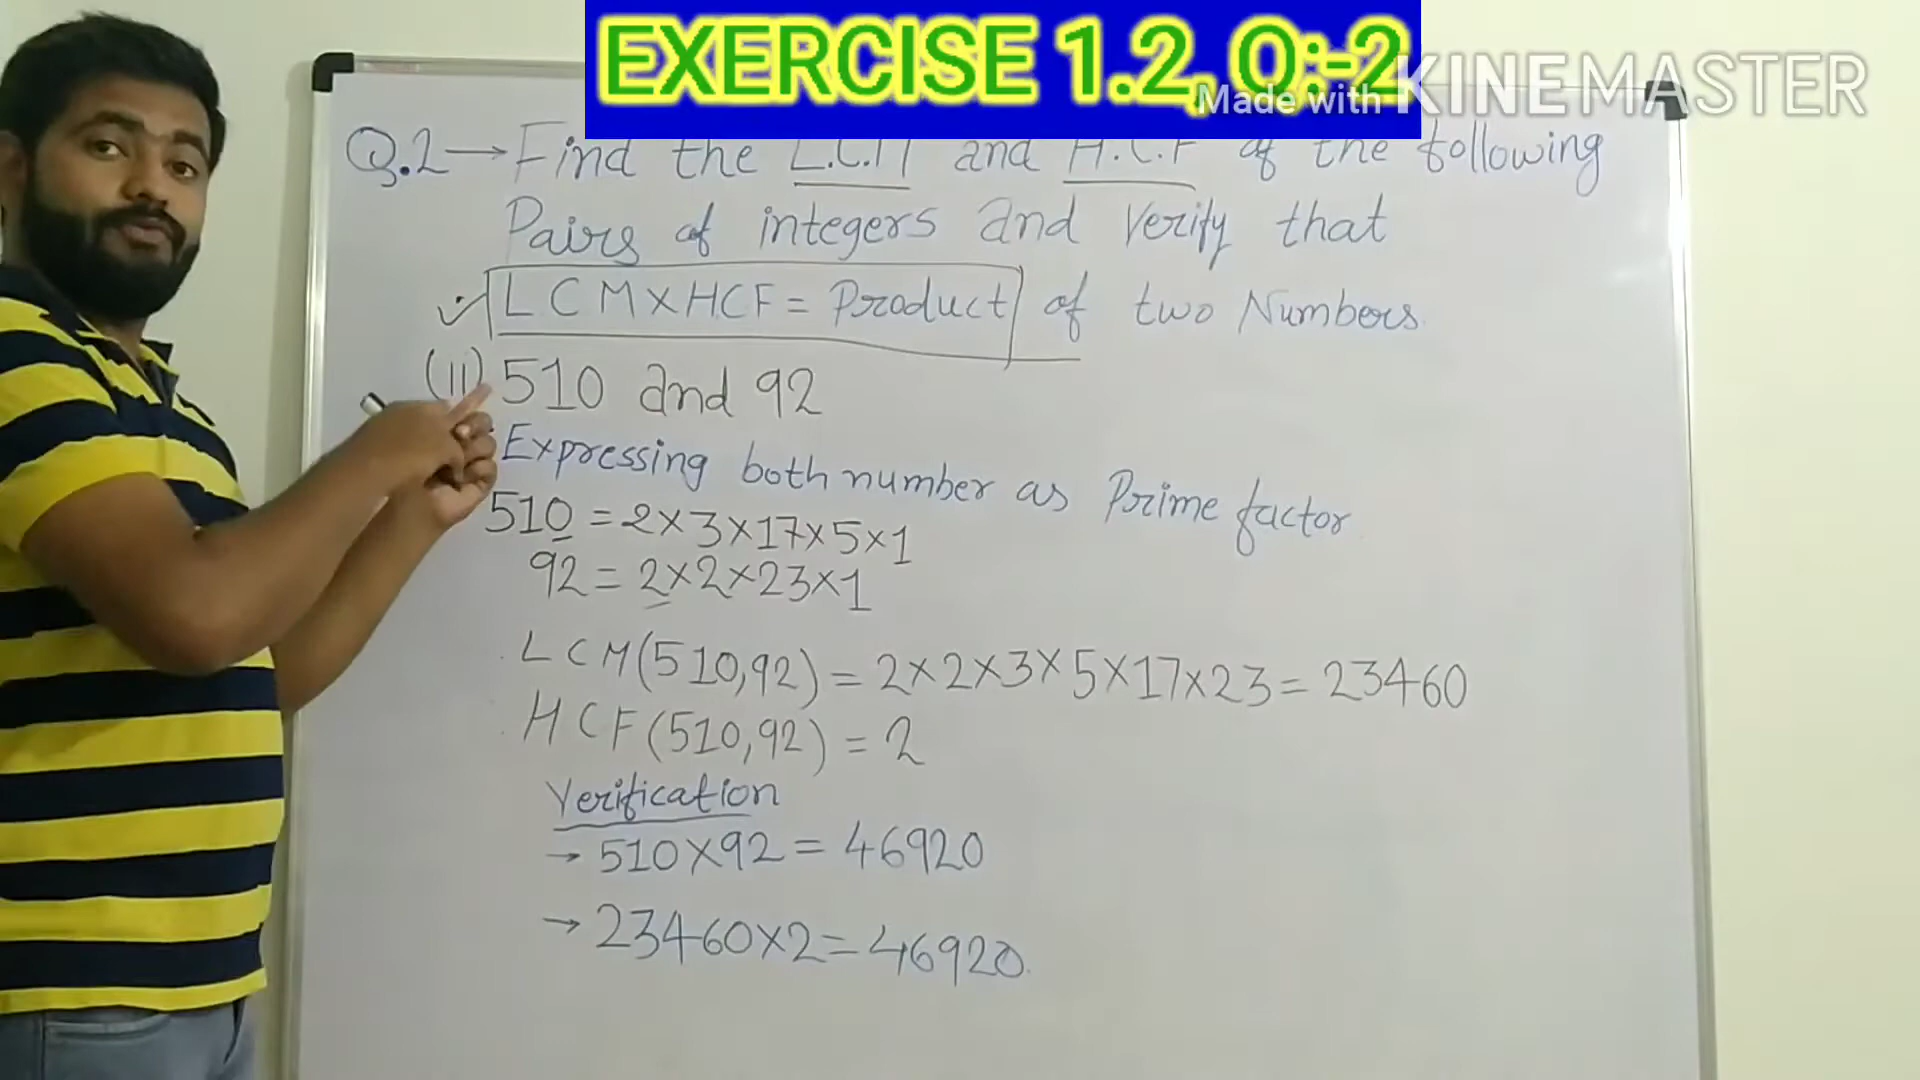 EXERCISE 1.2, Q:-2
Made with KINEMASTER
Q.2→ Find the L.C.M and H.C.F of the following
Pairs of integers and Verify that
✓ LCM×HCF = Product of two Numbers.
(ii) 510 and 92
Expressing both number as Prime factor
510 = 2×3×17×5×1
92 = 2×2×23×1
LCM(510,92) = 2×2×3×5×17×23 = 23460
HCF(510,92) = 2
Verification
→ 510×92 = 46920
→ 23460×2 = 46920.